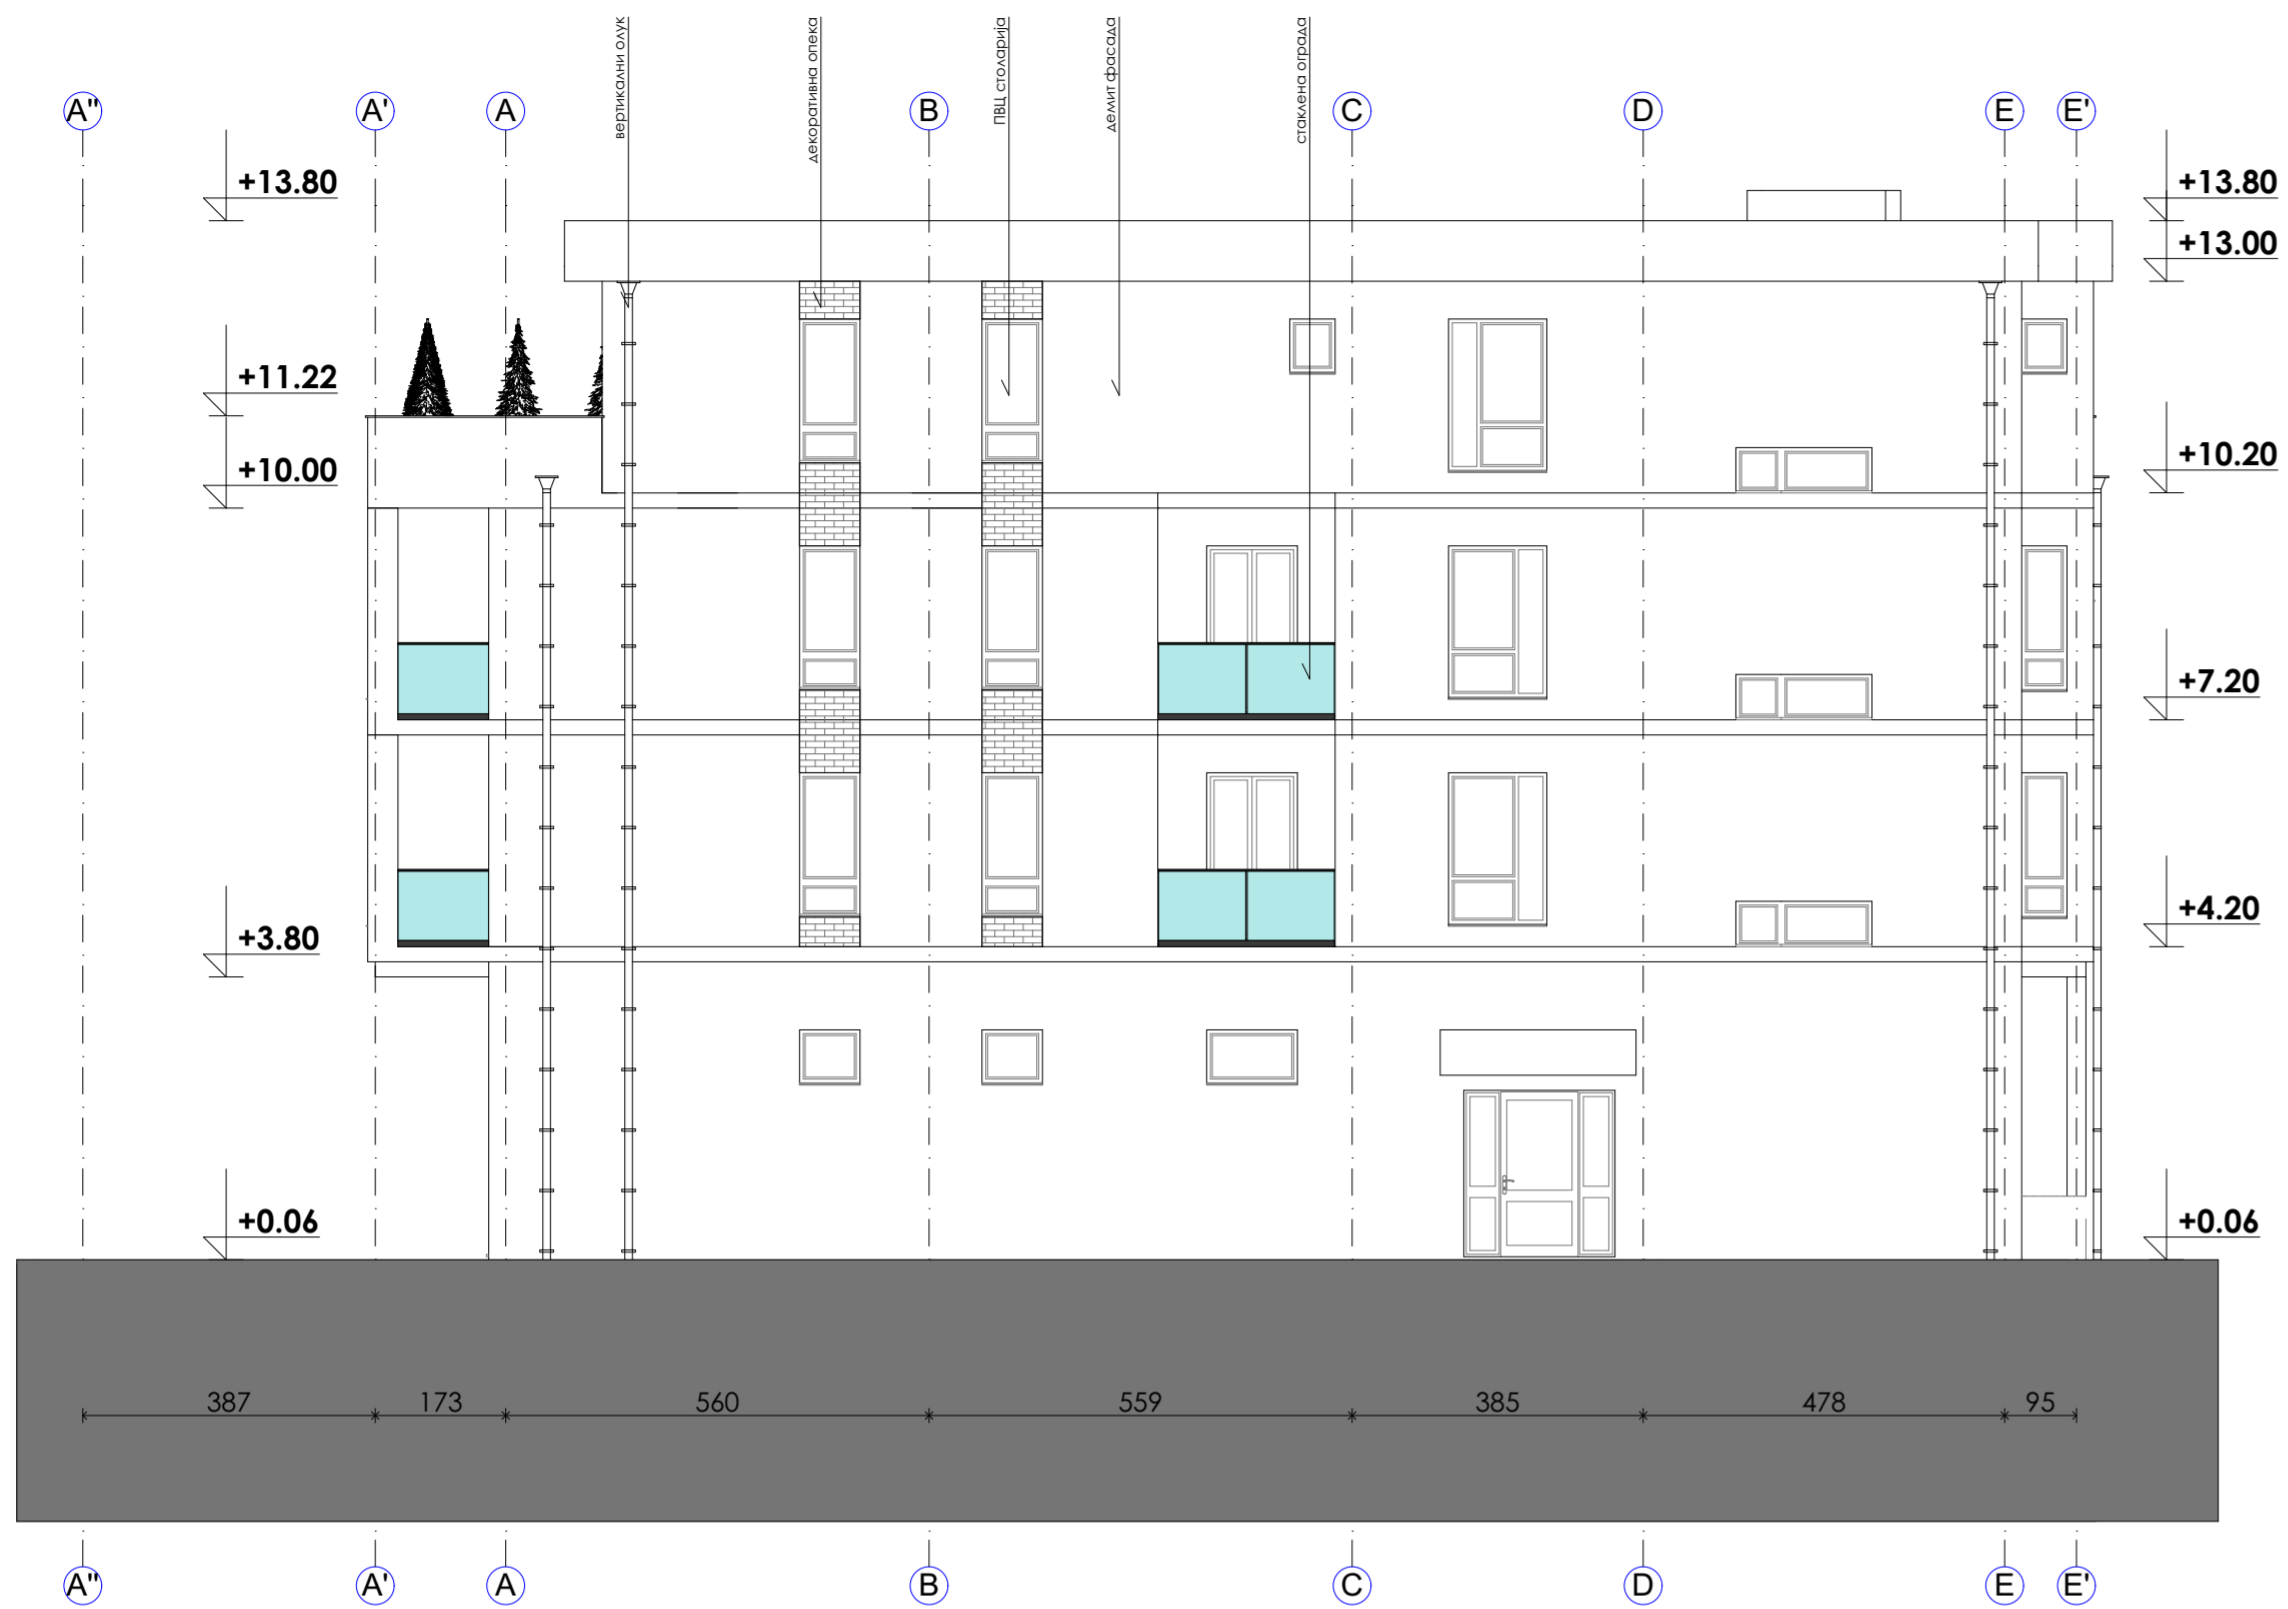 вертикални олук
декоративна опека
ПВЦ столарија
демит фасада
стаклена ограда
A"
A'
A
B
C
D
E
E'
+13.80
+13.80
+13.00
+11.22
+10.00
+10.20
+7.20
+3.80
+4.20
+0.06
+0.06
387
173
560
559
385
478
95
A"
A'
A
B
C
D
E
E'